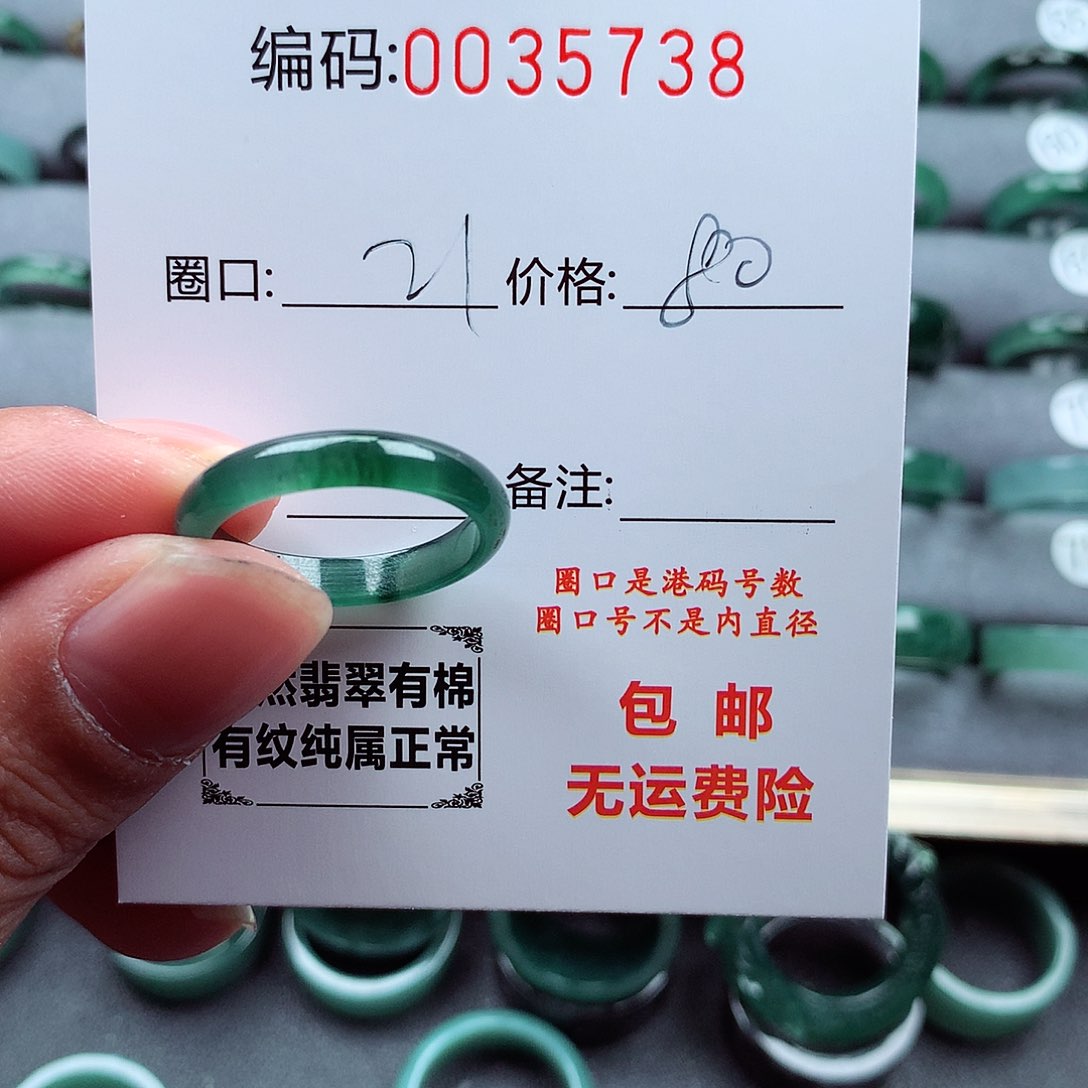 编码:0035738
圈口: 21 价格: 80
备注:
圈口是港码号数
圈口号不是内直径
然翡翠有棉
有纹纯属正常
包 邮
无运费险